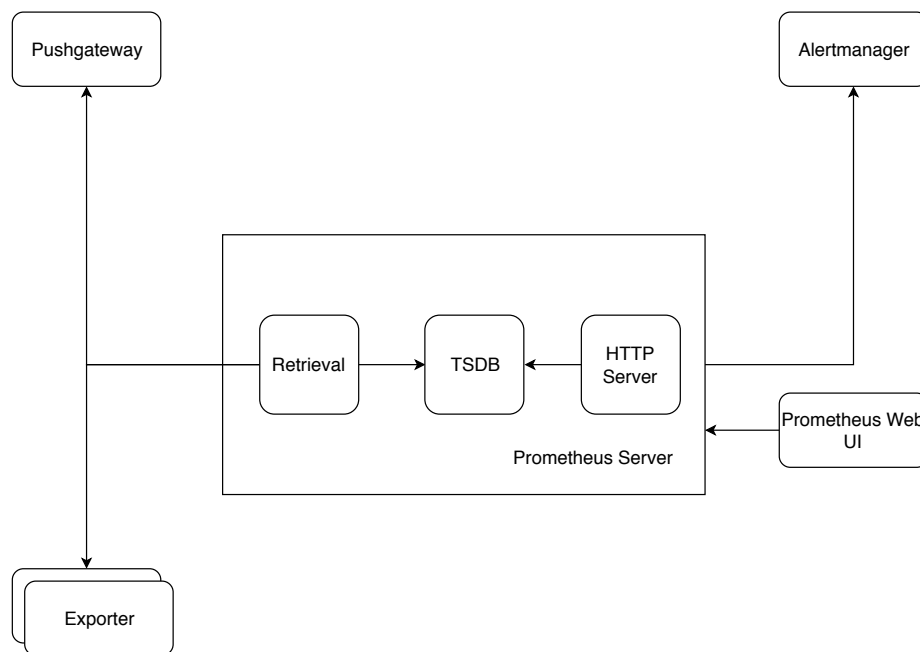 Pushgateway
Alertmanager
Retrieval
TSDB
HTTP
Server
Prometheus Server
Prometheus Web
UI
Exporter